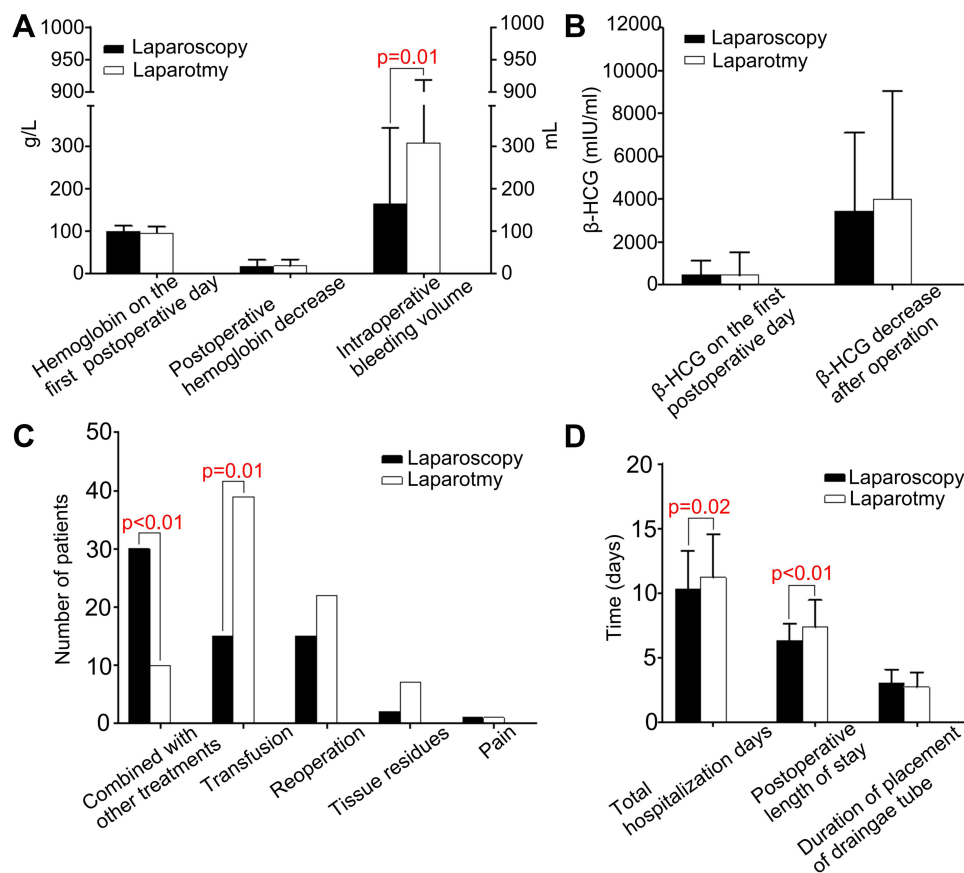 A
1000
950
900
300
200
100
0
g/L
Laparoscopy
Laparotmy
p=0.01
1000
950
900
300
200
100
0
mL
Hemoglobin on the
first postoperative day
Postoperative
hemoglobin decrease
Intraoperative
bleeding volume
B
12000
10000
8000
6000
4000
2000
0
β-HCG (mIU/ml)
Laparoscopy
Laparotmy
β-HCG on the first
postoperative day
β-HCG decrease
after operation
C
50
40
30
20
10
0
Number of patients
Laparoscopy
Laparotmy
p<0.01
p=0.01
Combined with
other treatments
Transfusion
Reoperation
Tissue residues
Pain
D
20
15
10
5
0
Time (days)
Laparoscopy
Laparotmy
p=0.02
p<0.01
Total
hospitalization days
Postoperative
length of stay
Duration of placement
of draingae tube